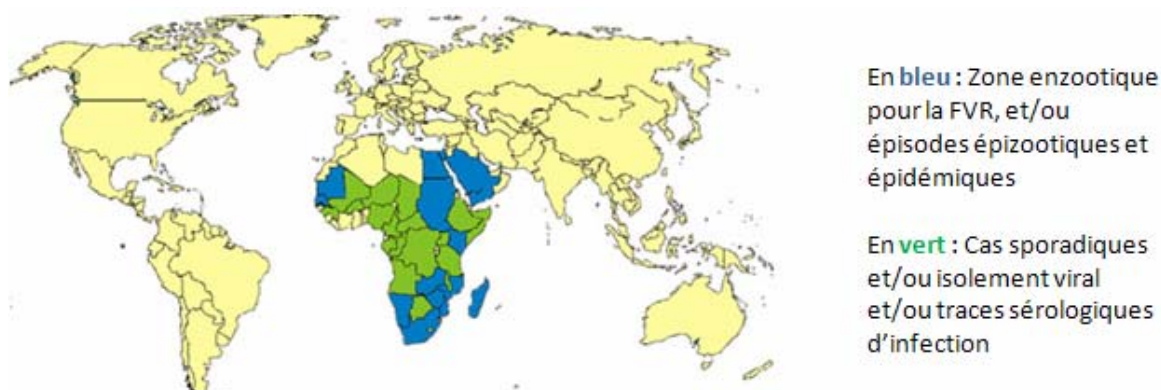 En bleu : Zone enzootique
pour la FVR, et/ou
épisodes épizootiques et
épidémiques
En vert : Cas sporadiques
et/ou isolement viral
et/ou traces sérologiques
d'infection